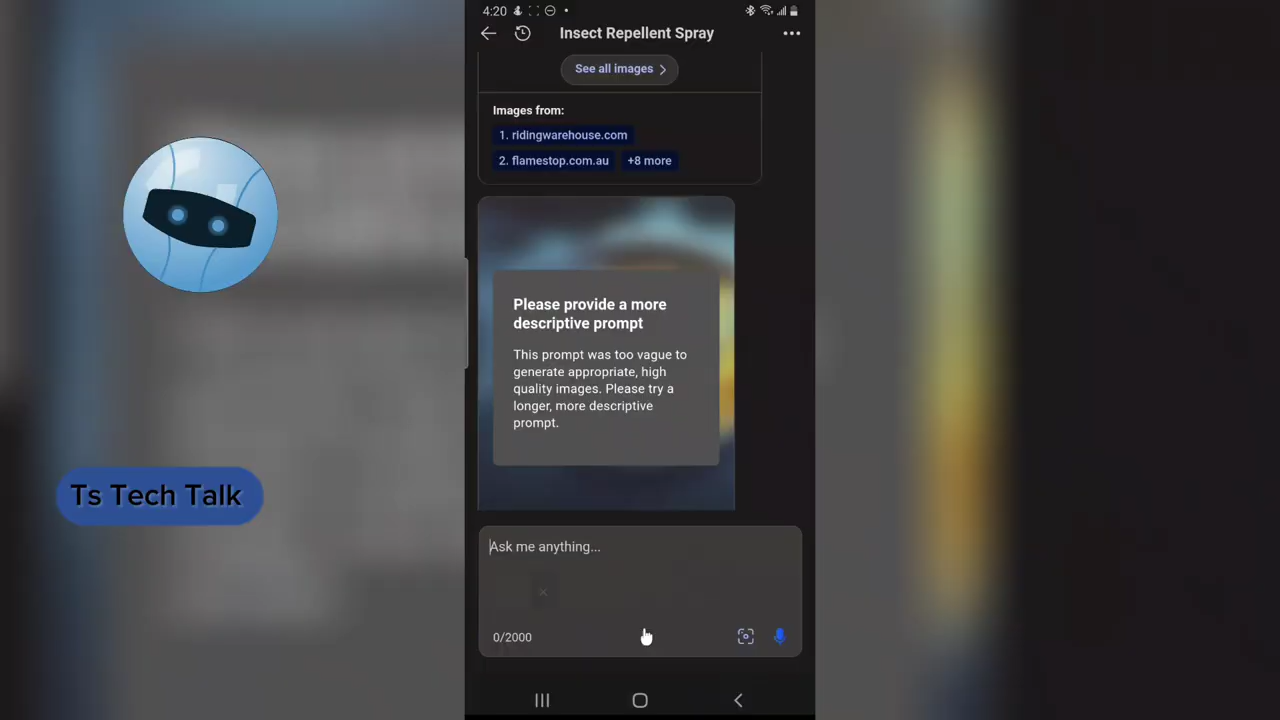 4:20
Insect Repellent Spray
See all images
Images from:
1. ridingwarehouse.com
2. flamestop.com.au +8 more
Please provide a more
descriptive prompt
This prompt was too vague to
generate appropriate, high
quality images. Please try a
longer, more descriptive
prompt.
Ts Tech Talk
Ask me anything...
0/2000